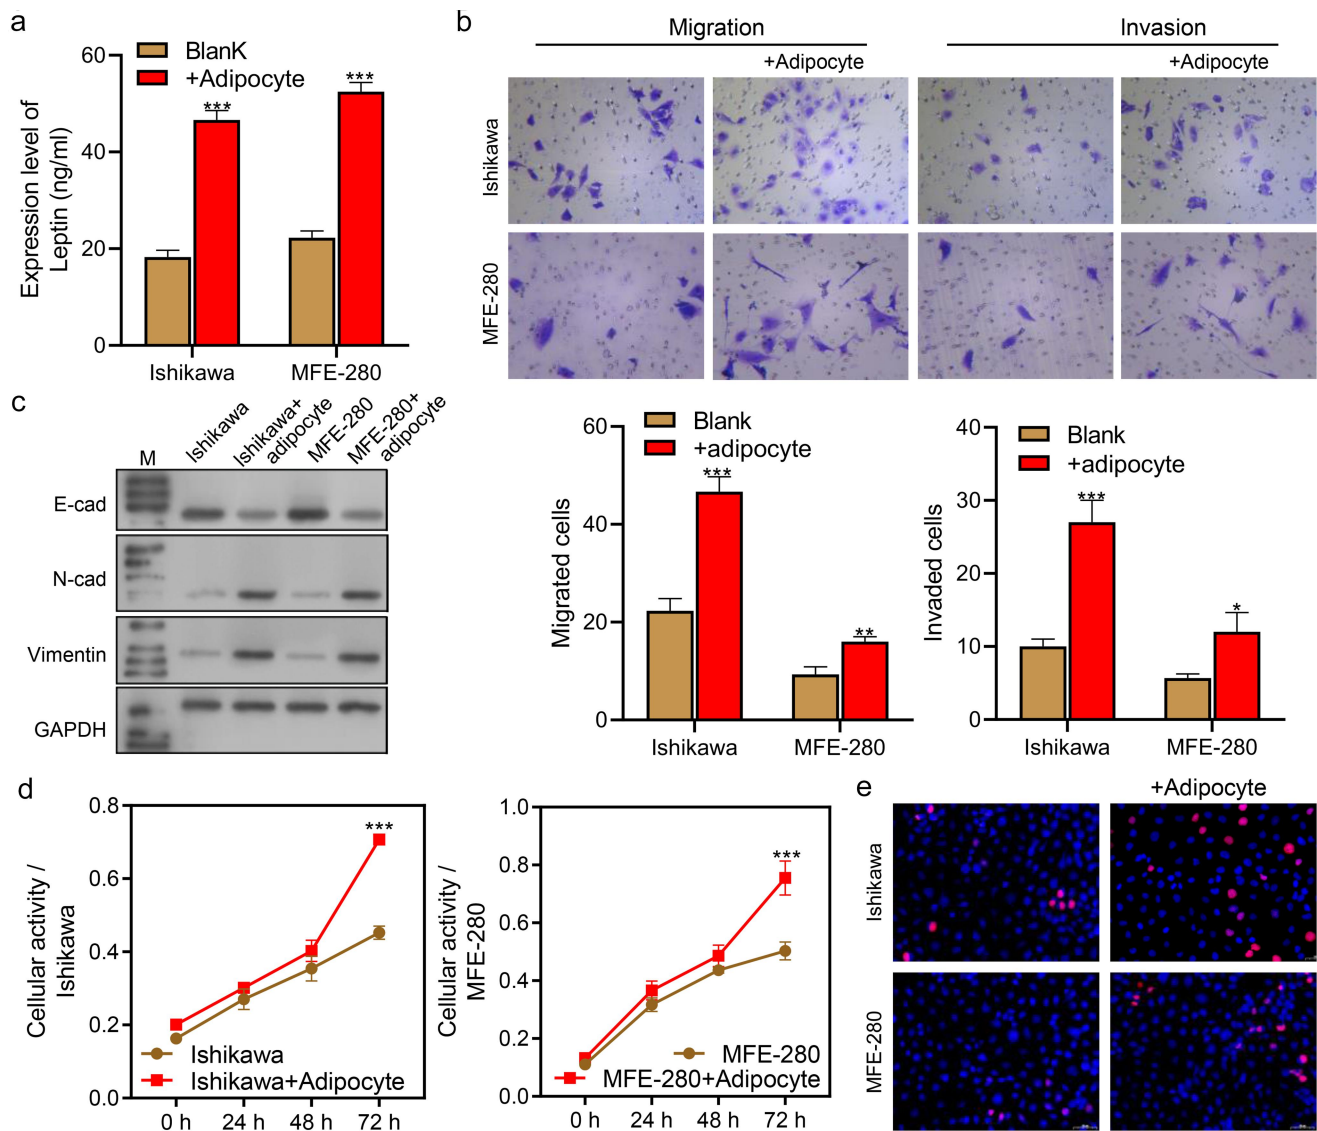 a
BlanK
+Adipocyte
60
40
20
0
Expression level of
Leptin (ng/ml)
***
***
Ishikawa
MFE-280
b
Migration
Invasion
+Adipocyte
+Adipocyte
Ishikawa
MFE-280
60
40
20
0
Migrated cells
Blank
+adipocyte
***
**
Ishikawa
MFE-280
40
30
20
10
0
Invaded cells
Blank
+adipocyte
***
*
Ishikawa
MFE-280
c
M
Ishikawa
Ishikawa+
adipocyte
MFE-280
MFE-280+
adipocyte
E-cad
N-cad
Vimentin
GAPDH
d
0.8
0.6
0.4
0.2
0.0
Cellular activity /
Ishikawa
***
Ishikawa
Ishikawa+Adipocyte
0 h
24 h
48 h
72 h
1.0
0.8
0.6
0.4
0.2
0.0
Cellular activity /
MFE-280
***
MFE-280
MFE-280+Adipocyte
0 h
24 h
48 h
72 h
e
+Adipocyte
Ishikawa
MFE-280